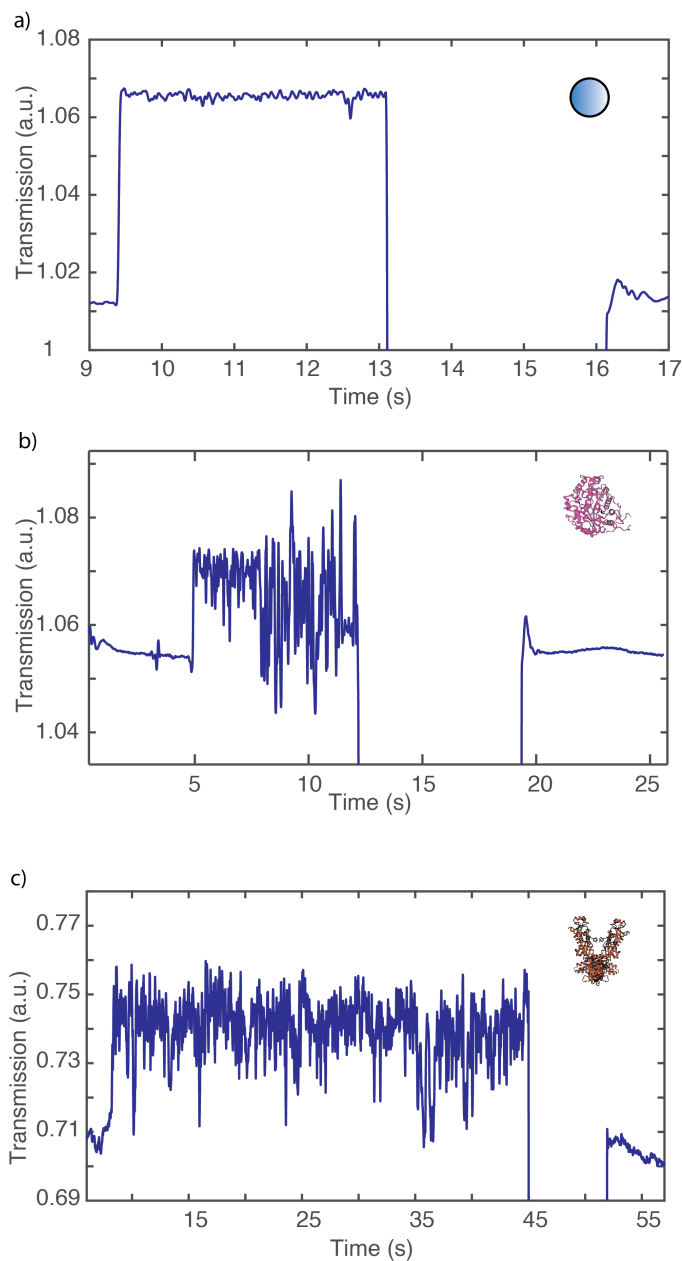 a)
1.08
1.06
1.04
1.02
1
Transmission (a.u.)
9 10 11 12 13 14 15 16 17
Time (s)
b)
1.08
1.06
1.04
Transmission (a.u.)
5 10 15 20 25
Time (s)
c)
0.77
0.75
0.73
0.71
0.69
Transmission (a.u.)
15 25 35 45 55
Time (s)